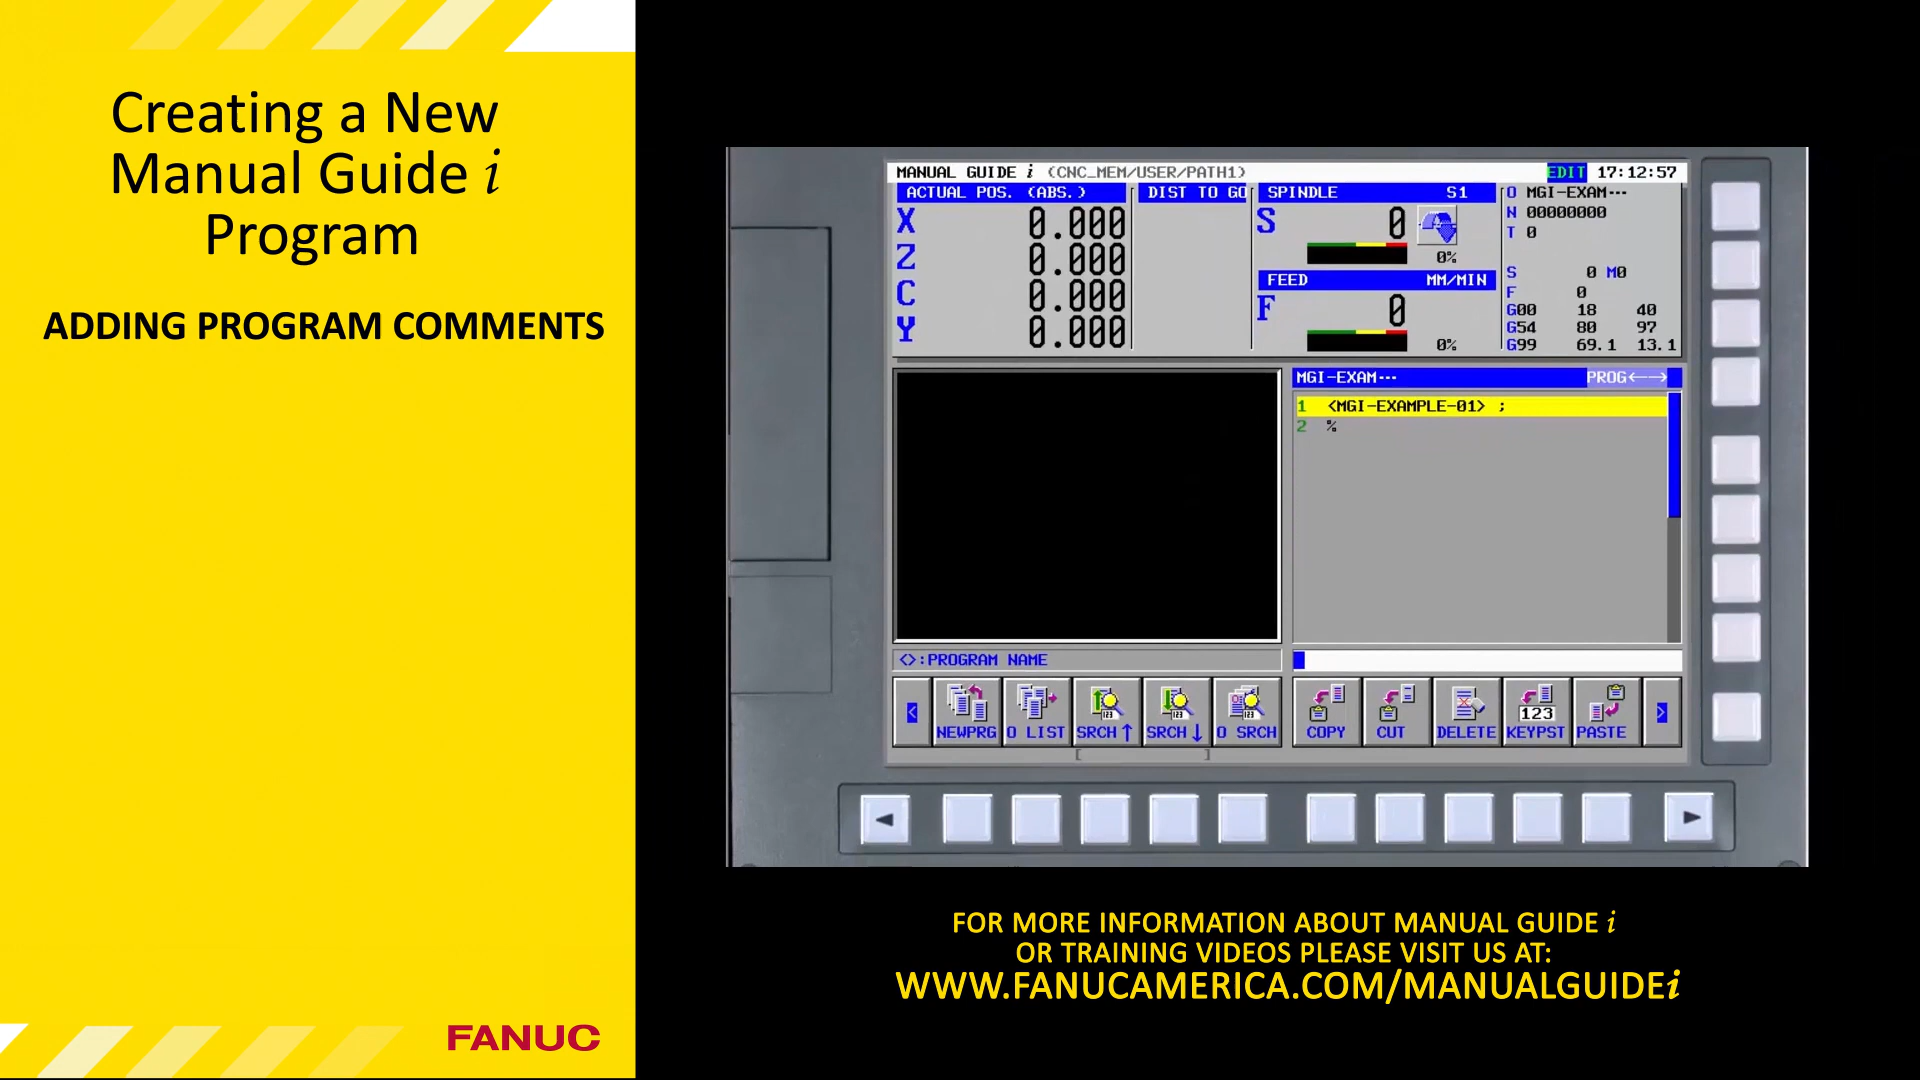 Creating a New
Manual Guide i
Program
ADDING PROGRAM COMMENTS
FANUC
MANUAL GUIDE i (CNC_MEM/USER/PATH1)
EDIT 17:12:57
ACTUAL POS. (ABS.)
X 0.000
Z 0.000
C 0.000
Y 0.000
DIST TO GO
SPINDLE S1
S 0
0%
FEED MM/MIN
F 0
0%
O MGI-EXAM···
N 00000000
T 0
S 0 M0
F 0
G00 18 40
G54 80 97
G99 69.1 13.1
MGI-EXAM··· PROG←→
1 <MGI-EXAMPLE-01> ;
2 %
<>:PROGRAM NAME
< NEWPRG O LIST SRCH↑ SRCH↓ O SRCH COPY CUT DELETE KEYPST PASTE >
[ ]
FOR MORE INFORMATION ABOUT MANUAL GUIDE i
OR TRAINING VIDEOS PLEASE VISIT US AT:
WWW.FANUCAMERICA.COM/MANUALGUIDEi